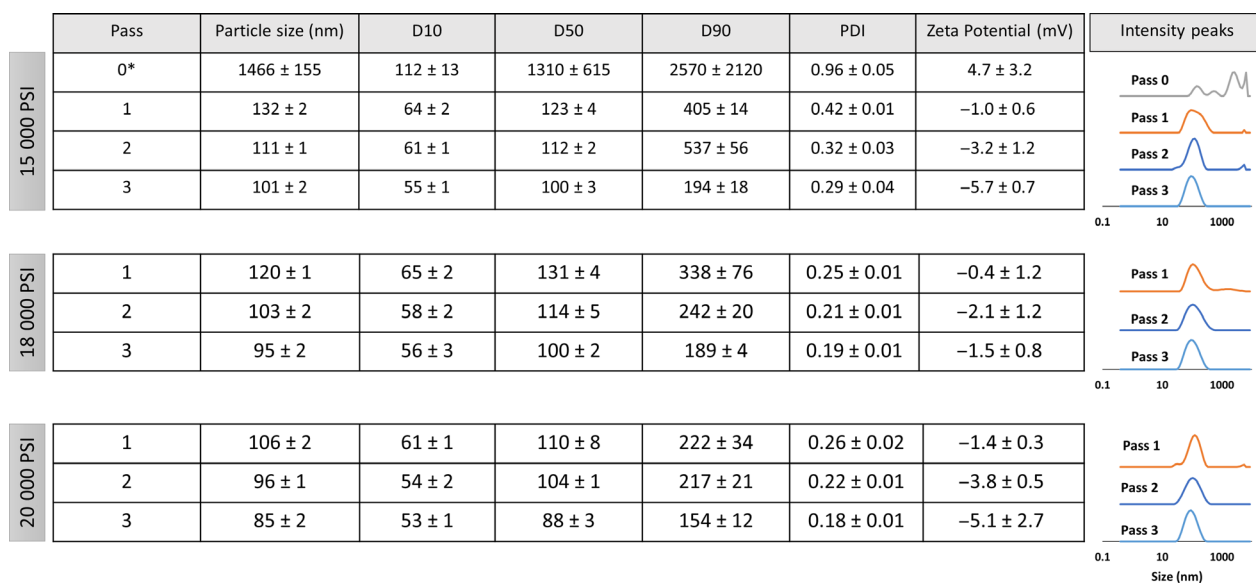 Pass Particle size (nm) D10 D50 D90 PDI Zeta Potential (mV) Intensity peaks
15 000 PSI
0* 1466 ± 155 112 ± 13 1310 ± 615 2570 ± 2120 0.96 ± 0.05 4.7 ± 3.2
1 132 ± 2 64 ± 2 123 ± 4 405 ± 14 0.42 ± 0.01 −1.0 ± 0.6
2 111 ± 1 61 ± 1 112 ± 2 537 ± 56 0.32 ± 0.03 −3.2 ± 1.2
3 101 ± 2 55 ± 1 100 ± 3 194 ± 18 0.29 ± 0.04 −5.7 ± 0.7
Pass 0
Pass 1
Pass 2
Pass 3
0.1 10 1000
18 000 PSI
1 120 ± 1 65 ± 2 131 ± 4 338 ± 76 0.25 ± 0.01 −0.4 ± 1.2
2 103 ± 2 58 ± 2 114 ± 5 242 ± 20 0.21 ± 0.01 −2.1 ± 1.2
3 95 ± 2 56 ± 3 100 ± 2 189 ± 4 0.19 ± 0.01 −1.5 ± 0.8
Pass 1
Pass 2
Pass 3
0.1 10 1000
20 000 PSI
1 106 ± 2 61 ± 1 110 ± 8 222 ± 34 0.26 ± 0.02 −1.4 ± 0.3
2 96 ± 1 54 ± 2 104 ± 1 217 ± 21 0.22 ± 0.01 −3.8 ± 0.5
3 85 ± 2 53 ± 1 88 ± 3 154 ± 12 0.18 ± 0.01 −5.1 ± 2.7
Pass 1
Pass 2
Pass 3
0.1 10 1000
Size (nm)